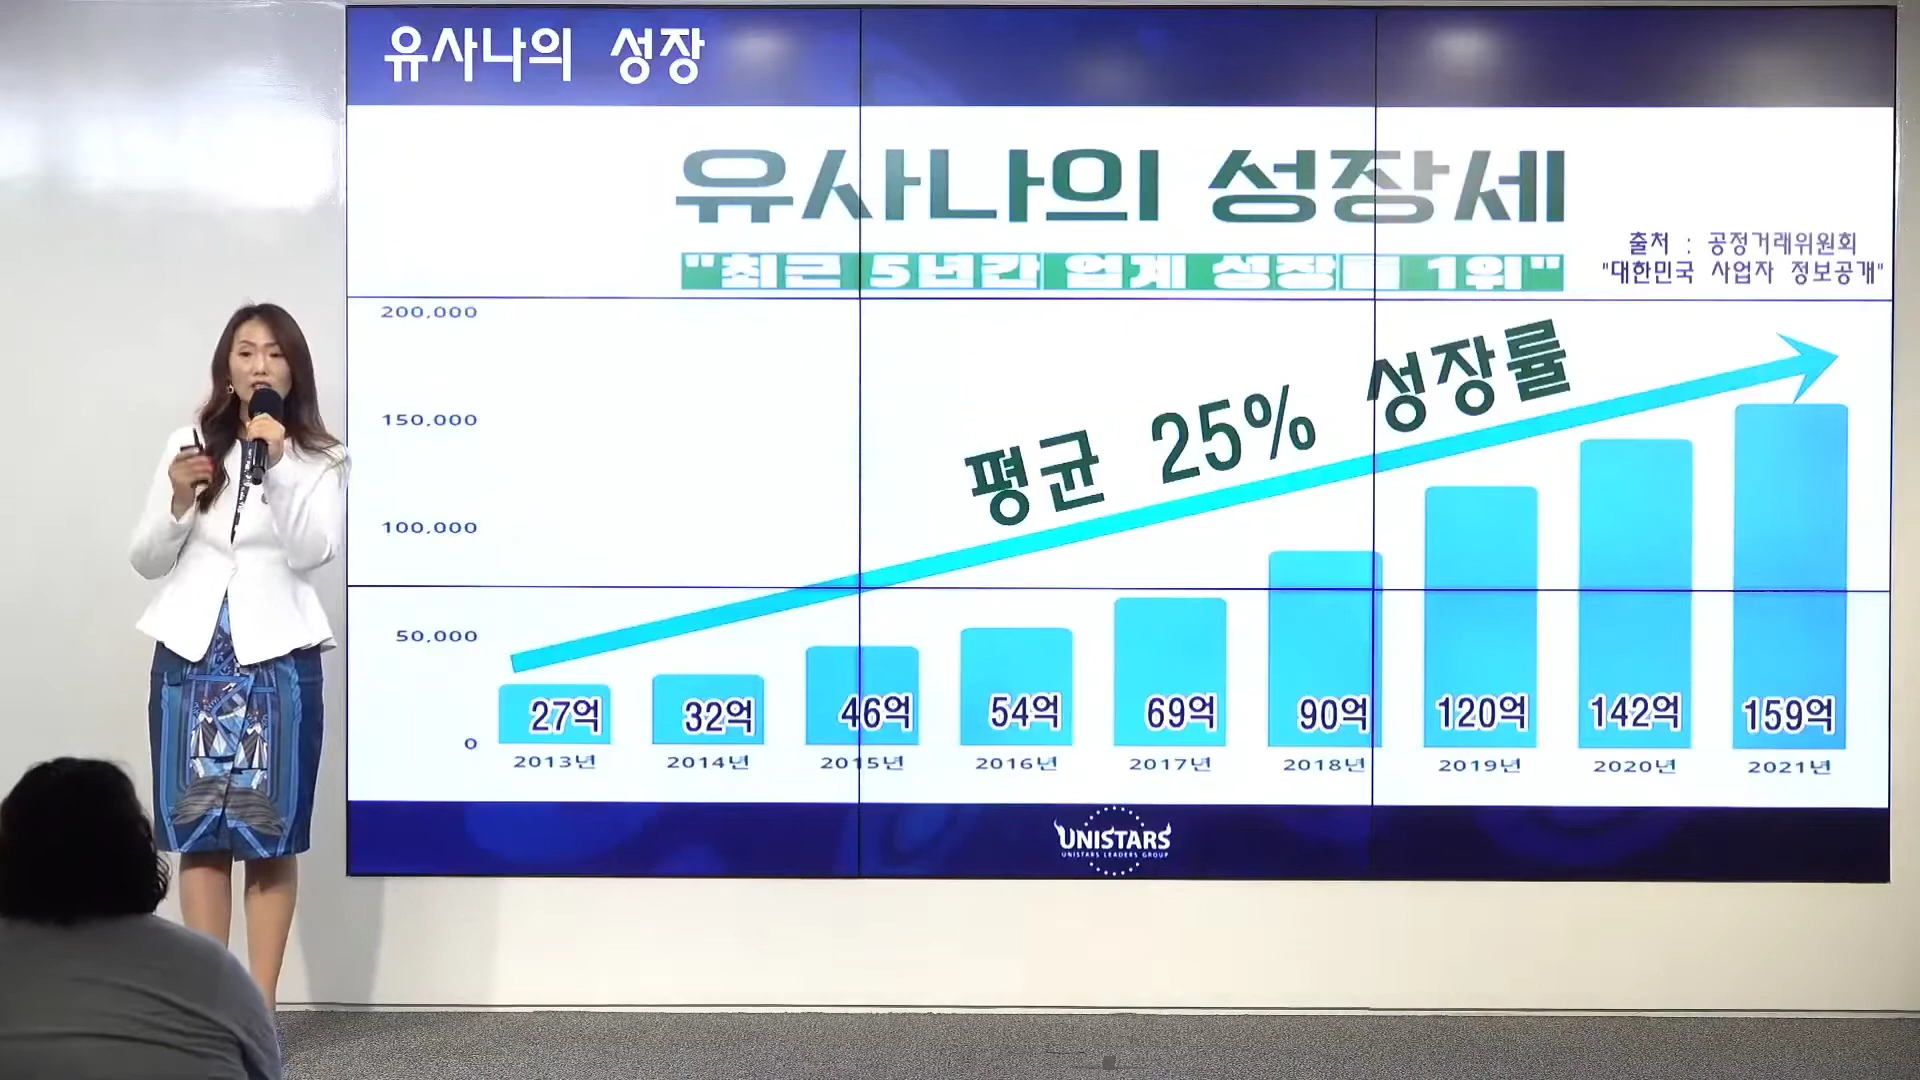 유사나의 성장
유사나의 성장세
"최근 5년간 업계 성장률 1위"
출처 : 공정거래위원회
"대한민국 사업자 정보공개"
평균 25% 성장률
200,000
150,000
100,000
50,000
0
27억 32억 46억 54억 69억 90억 120억 142억 159억
2013년 2014년 2015년 2016년 2017년 2018년 2019년 2020년 2021년
UNISTARS
UNISTARS LEADERS GROUP